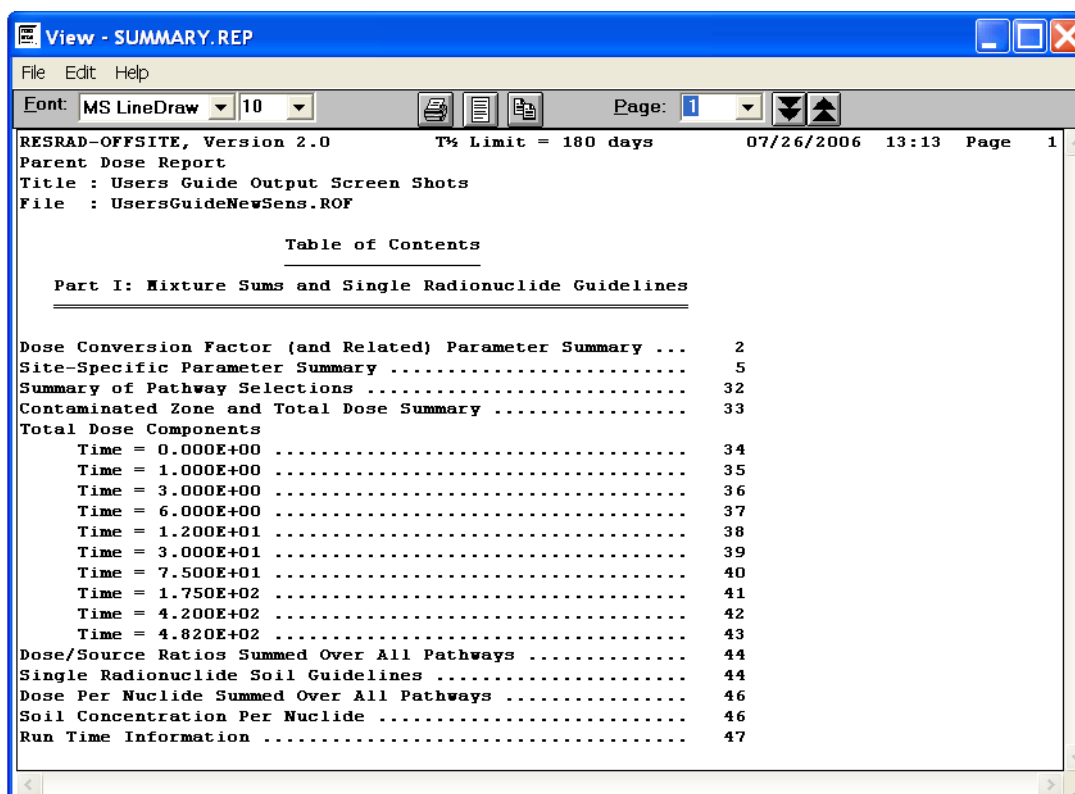 View - SUMMARY.REP
File Edit Help
Font: MS LineDraw 10 Page: 1
RESRAD-OFFSITE, Version 2.0 T½ Limit = 180 days 07/26/2006 13:13 Page 1
Parent Dose Report
Title : Users Guide Output Screen Shots
File : UsersGuideNewSens.ROF
Table of Contents
Part I: Mixture Sums and Single Radionuclide Guidelines
Dose Conversion Factor (and Related) Parameter Summary ... 2
Site-Specific Parameter Summary .......................... 5
Summary of Pathway Selections ............................ 32
Contaminated Zone and Total Dose Summary ................. 33
Total Dose Components
Time = 0.000E+00 .................................... 34
Time = 1.000E+00 .................................... 35
Time = 3.000E+00 .................................... 36
Time = 6.000E+00 .................................... 37
Time = 1.200E+01 .................................... 38
Time = 3.000E+01 .................................... 39
Time = 7.500E+01 .................................... 40
Time = 1.750E+02 .................................... 41
Time = 4.200E+02 .................................... 42
Time = 4.820E+02 .................................... 43
Dose/Source Ratios Summed Over All Pathways .............. 44
Single Radionuclide Soil Guidelines ...................... 44
Dose Per Nuclide Summed Over All Pathways ................ 46
Soil Concentration Per Nuclide ........................... 46
Run Time Information ..................................... 47